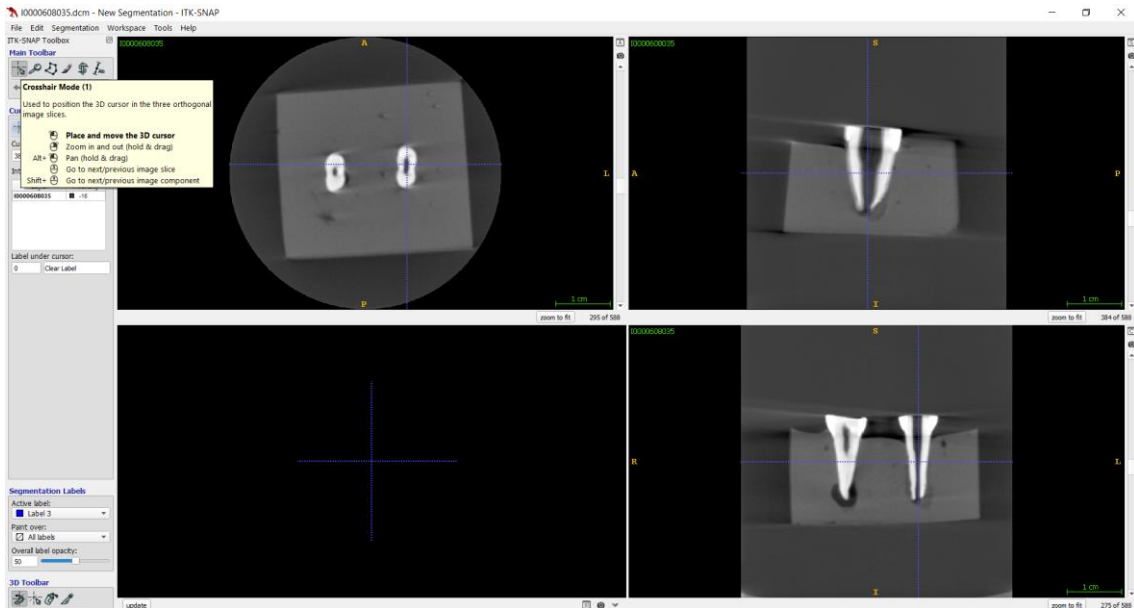 I0000608035.dcm - New Segmentation - ITK-SNAP
File Edit Segmentation Workspace Tools Help
ITK-SNAP Toolbox
Main Toolbar
Crosshair Mode (1)
Used to position the 3D cursor in the three orthogonal
image slices.
Place and move the 3D cursor
Zoom in and out (hold & drag)
Alt+ Pan (hold & drag)
Go to next/previous image slice
Shift+ Go to next/previous image component
I0000608035 -16
Label under cursor:
0 Clear Label
Segmentation Labels
Active label:
Label 3
Paint over:
All labels
Overall label opacity:
50
3D Toolbar
I0000608035
A
L
P
1 cm
zoom to fit 295 of 588
I0000608035
S
A
P
I
1 cm
zoom to fit 384 of 588
update
I0000608035
S
R
L
I
1 cm
zoom to fit 275 of 588